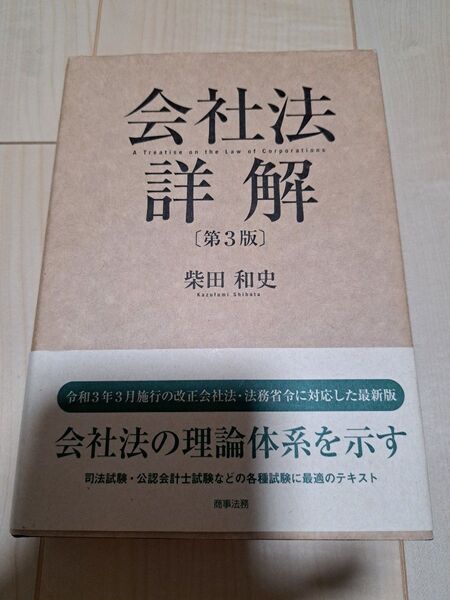 会社法
A Treatise on the Law of Corporations
詳解
〔第3版〕
柴田 和史
Kazufumi Shibata
令和3年3月施行の改正会社法・法務省令に対応した最新版
会社法の理論体系を示す
司法試験・公認会計士試験などの各種試験に最適のテキスト
商事法務